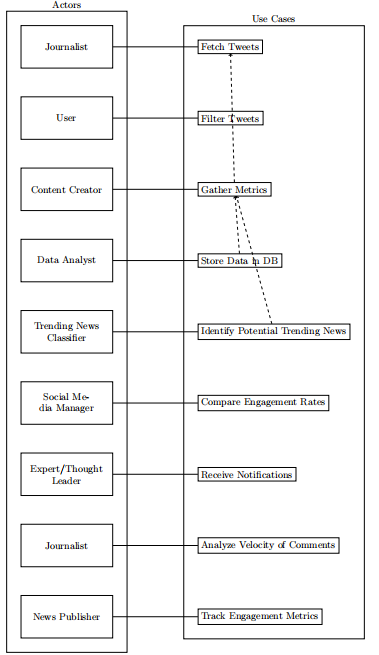 Actors
Use Cases
Journalist
Fetch Tweets
User
Filter Tweets
Content Creator
Gather Metrics
Data Analyst
Store Data in DB
Trending News
Classifier
Identify Potential Trending News
Social Me-
dia Manager
Compare Engagement Rates
Expert/Thought
Leader
Receive Notifications
Journalist
Analyze Velocity of Comments
News Publisher
Track Engagement Metrics